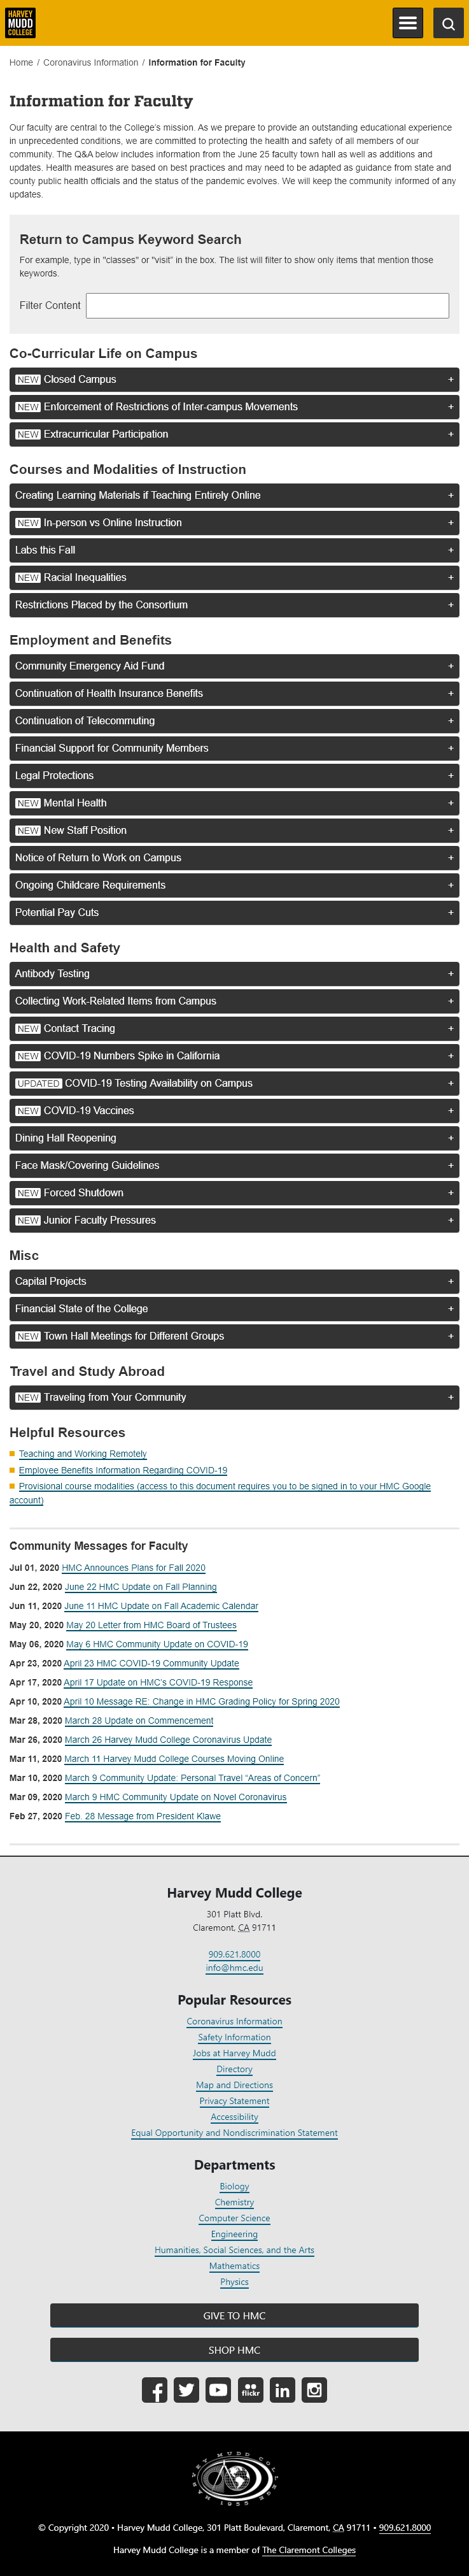 HARVEY
MUDD
COLLEGE
Home / Coronavirus Information / Information for Faculty
Information for Faculty
Our faculty are central to the College's mission. As we prepare to provide an outstanding educational experience
in unprecedented conditions, we are committed to protecting the health and safety of all members of our
community. The Q&A below includes information from the June 25 faculty town hall as well as additions and
updates. Health measures are based on best practices and may need to be adapted as guidance from state and
county public health officials and the status of the pandemic evolves. We will keep the community informed of any
updates.
Return to Campus Keyword Search
For example, type in "classes" or "visit" in the box. The list will filter to show only items that mention those
keywords.
Filter Content
Co-Curricular Life on Campus
NEW Closed Campus +
NEW Enforcement of Restrictions of Inter-campus Movements +
NEW Extracurricular Participation +
Courses and Modalities of Instruction
Creating Learning Materials if Teaching Entirely Online +
NEW In-person vs Online Instruction +
Labs this Fall +
NEW Racial Inequalities +
Restrictions Placed by the Consortium +
Employment and Benefits
Community Emergency Aid Fund +
Continuation of Health Insurance Benefits +
Continuation of Telecommuting +
Financial Support for Community Members +
Legal Protections +
NEW Mental Health +
NEW New Staff Position +
Notice of Return to Work on Campus +
Ongoing Childcare Requirements +
Potential Pay Cuts +
Health and Safety
Antibody Testing +
Collecting Work-Related Items from Campus +
NEW Contact Tracing +
NEW COVID-19 Numbers Spike in California +
UPDATED COVID-19 Testing Availability on Campus +
NEW COVID-19 Vaccines +
Dining Hall Reopening +
Face Mask/Covering Guidelines +
NEW Forced Shutdown +
NEW Junior Faculty Pressures +
Misc
Capital Projects +
Financial State of the College +
NEW Town Hall Meetings for Different Groups +
Travel and Study Abroad
NEW Traveling from Your Community +
Helpful Resources
Teaching and Working Remotely
Employee Benefits Information Regarding COVID-19
Provisional course modalities (access to this document requires you to be signed in to your HMC Google
account)
Community Messages for Faculty
Jul 01, 2020 HMC Announces Plans for Fall 2020
Jun 22, 2020 June 22 HMC Update on Fall Planning
Jun 11, 2020 June 11 HMC Update on Fall Academic Calendar
May 20, 2020 May 20 Letter from HMC Board of Trustees
May 06, 2020 May 6 HMC Community Update on COVID-19
Apr 23, 2020 April 23 HMC COVID-19 Community Update
Apr 17, 2020 April 17 Update on HMC's COVID-19 Response
Apr 10, 2020 April 10 Message RE: Change in HMC Grading Policy for Spring 2020
Mar 28, 2020 March 28 Update on Commencement
Mar 26, 2020 March 26 Harvey Mudd College Coronavirus Update
Mar 11, 2020 March 11 Harvey Mudd College Courses Moving Online
Mar 10, 2020 March 9 Community Update: Personal Travel "Areas of Concern"
Mar 09, 2020 March 9 HMC Community Update on Novel Coronavirus
Feb 27, 2020 Feb. 28 Message from President Klawe
Harvey Mudd College
301 Platt Blvd.
Claremont, CA 91711
909.621.8000
info@hmc.edu
Popular Resources
Coronavirus Information
Safety Information
Jobs at Harvey Mudd
Directory
Map and Directions
Privacy Statement
Accessibility
Equal Opportunity and Nondiscrimination Statement
Departments
Biology
Chemistry
Computer Science
Engineering
Humanities, Social Sciences, and the Arts
Mathematics
Physics
GIVE TO HMC
SHOP HMC
flickr
in
HARVEY MUDD COLLEGE
1955
© Copyright 2020 • Harvey Mudd College, 301 Platt Boulevard, Claremont, CA 91711 • 909.621.8000
Harvey Mudd College is a member of The Claremont Colleges